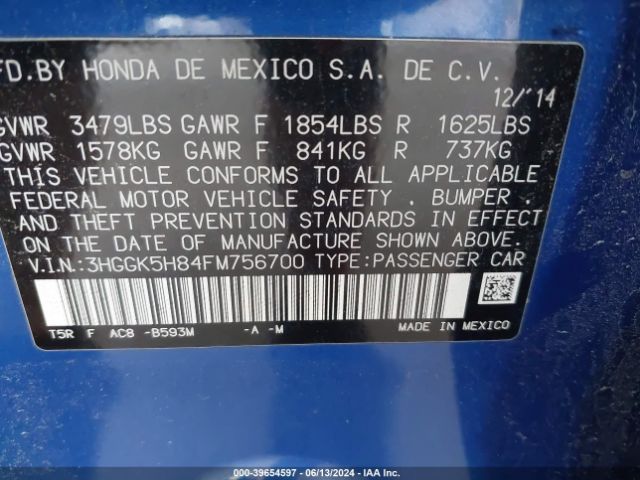 MFD.BY HONDA DE MEXICO S.A. DE C.V.
12/'14
GVWR 3479LBS GAWR F 1854LBS R 1625LBS
GVWR 1578KG GAWR F 841KG R 737KG
THIS VEHICLE CONFORMS TO ALL APPLICABLE
FEDERAL MOTOR VEHICLE SAFETY . BUMPER .
AND THEFT PREVENTION STANDARDS IN EFFECT
ON THE DATE OF MANUFACTURE SHOWN ABOVE.
V.I.N.:3HGGK5H84FM756700 TYPE:PASSENGER CAR
T5R F AC8 -B593M -A -M MADE IN MEXICO
000-39654597 - 06/13/2024 - IAA Inc.